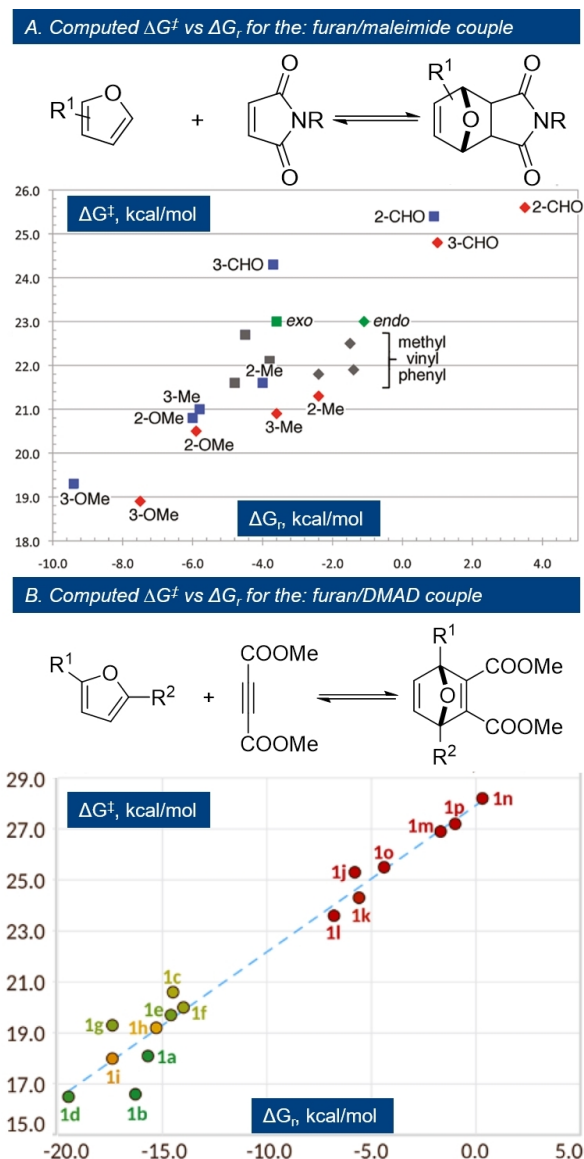 A. Computed ΔG‡ vs ΔGr for the: furan/maleimide couple
R1
O
+
O
NR
O
R1
O
O
NR
O
26.0
25.0
24.0
23.0
22.0
21.0
20.0
19.0
18.0
ΔG‡, kcal/mol
2-CHO
2-CHO
3-CHO
3-CHO
exo
endo
methyl
vinyl
phenyl
2-Me
3-Me
2-OMe
2-Me
3-Me
2-OMe
3-OMe
3-OMe
ΔGr, kcal/mol
-10.0 -8.0 -6.0 -4.0 -2.0 0.0 2.0 4.0
B. Computed ΔG‡ vs ΔGr for the: furan/DMAD couple
R1
O
R2
+
COOMe
COOMe
R1
O
COOMe
COOMe
R2
29.0
27.0
25.0
23.0
21.0
19.0
17.0
15.0
ΔG‡, kcal/mol
1n
1p
1m
1o
1j
1k
1l
1c
1e
1f
1g
1h
1a
1i
1d
1b
ΔGr, kcal/mol
-20.0 -15.0 -10.0 -5.0 0.0 5.0